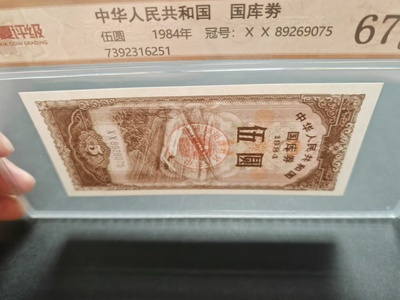 中华人民共和国 国库券
伍圆 1984年 冠号：X X 89269075
7392316251
67
中华人民共和国
国库券
1984
伍圆